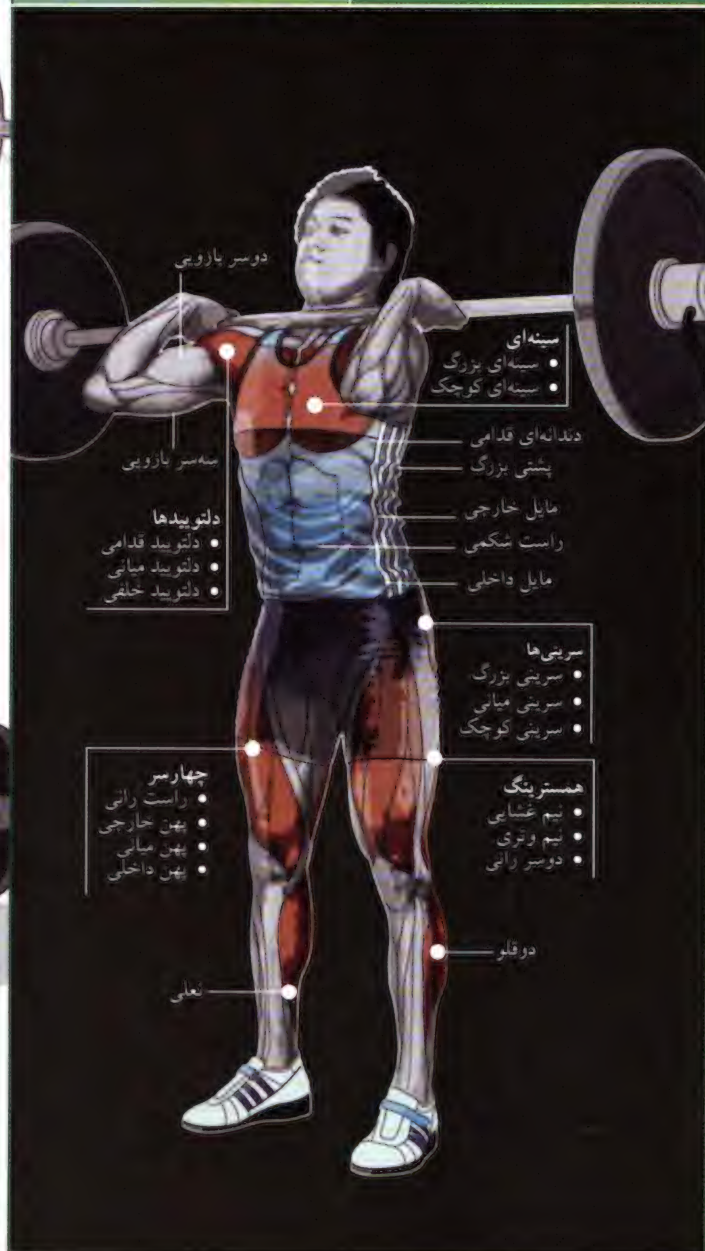 دوسر بازویی
سینه‌ای
• سینه‌ای بزرگ
• سینه‌ای کوچک
دندانه‌ای قدامی
پشتی بزرگ
سه‌سر بازویی
مایل خارجی
راست شکمی
مایل داخلی
دلتوییدها
• دلتویید قدامی
• دلتویید میانی
• دلتویید خلفی
سرینی‌ها
• سرینی بزرگ
• سرینی میانی
• سرینی کوچک
چهارسر
• راست رانی
• پهن خارجی
• پهن میانی
• پهن داخلی
همسترینگ
• نیم غشایی
• نیم وتری
• دوسر رانی
دوقلو
نعلی